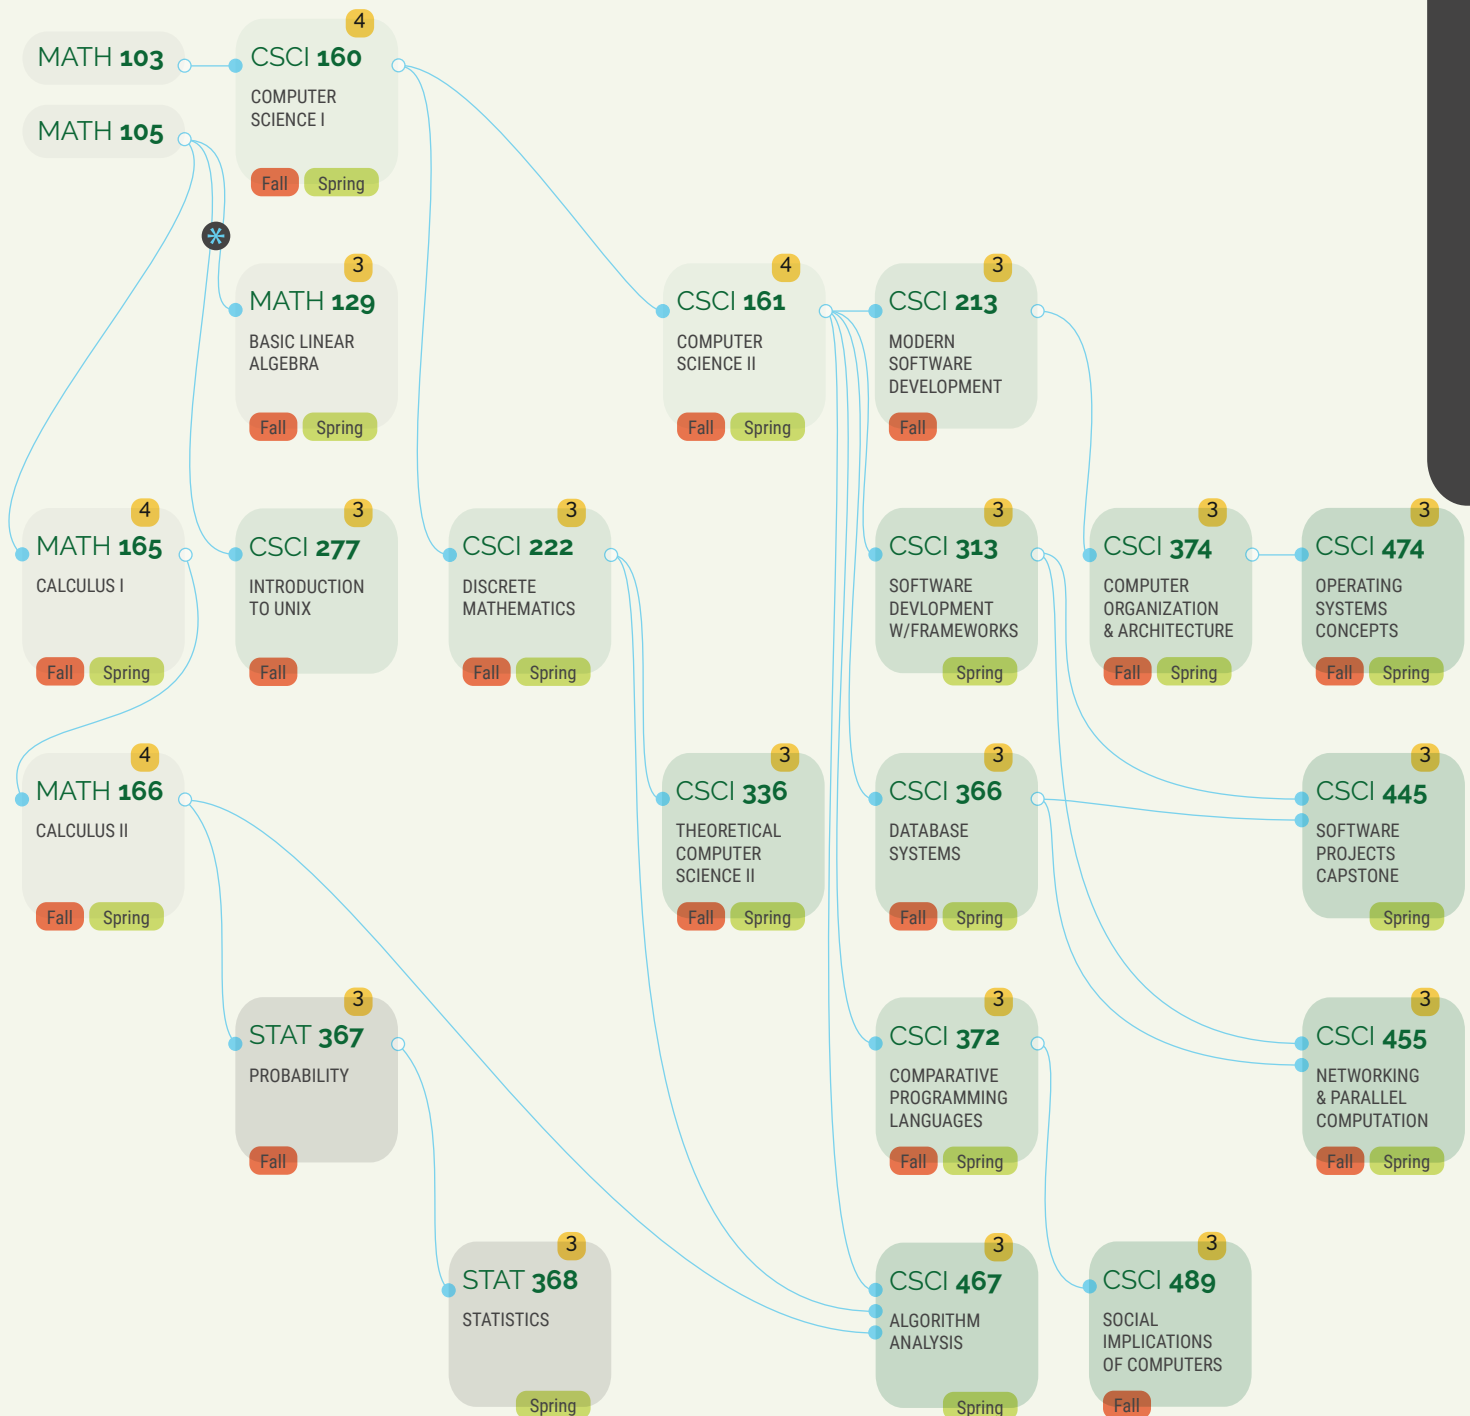 4
MATH 103
CSCI 160
COMPUTER
SCIENCE I
Fall Spring
MATH 105
*
3
MATH 129
BASIC LINEAR
ALGEBRA
Fall Spring
4
CSCI 161
COMPUTER
SCIENCE II
Fall Spring
3
CSCI 213
MODERN
SOFTWARE
DEVELOPMENT
Fall
4
MATH 165
CALCULUS I
Fall Spring
3
CSCI 277
INTRODUCTION
TO UNIX
Fall
3
CSCI 222
DISCRETE
MATHEMATICS
Fall Spring
3
CSCI 313
SOFTWARE
DEVLOPMENT
W/FRAMEWORKS
Spring
3
CSCI 374
COMPUTER
ORGANIZATION
& ARCHITECTURE
Fall Spring
3
CSCI 474
OPERATING
SYSTEMS
CONCEPTS
Fall Spring
4
MATH 166
CALCULUS II
Fall Spring
3
CSCI 336
THEORETICAL
COMPUTER
SCIENCE II
Fall Spring
3
CSCI 366
DATABASE
SYSTEMS
Fall Spring
3
CSCI 445
SOFTWARE
PROJECTS
CAPSTONE
Spring
3
STAT 367
PROBABILITY
Fall
3
CSCI 372
COMPARATIVE
PROGRAMMING
LANGUAGES
Fall Spring
3
CSCI 455
NETWORKING
& PARALLEL
COMPUTATION
Fall Spring
3
STAT 368
STATISTICS
Spring
3
CSCI 467
ALGORITHM
ANALYSIS
Spring
3
CSCI 489
SOCIAL
IMPLICATIONS
OF COMPUTERS
Fall